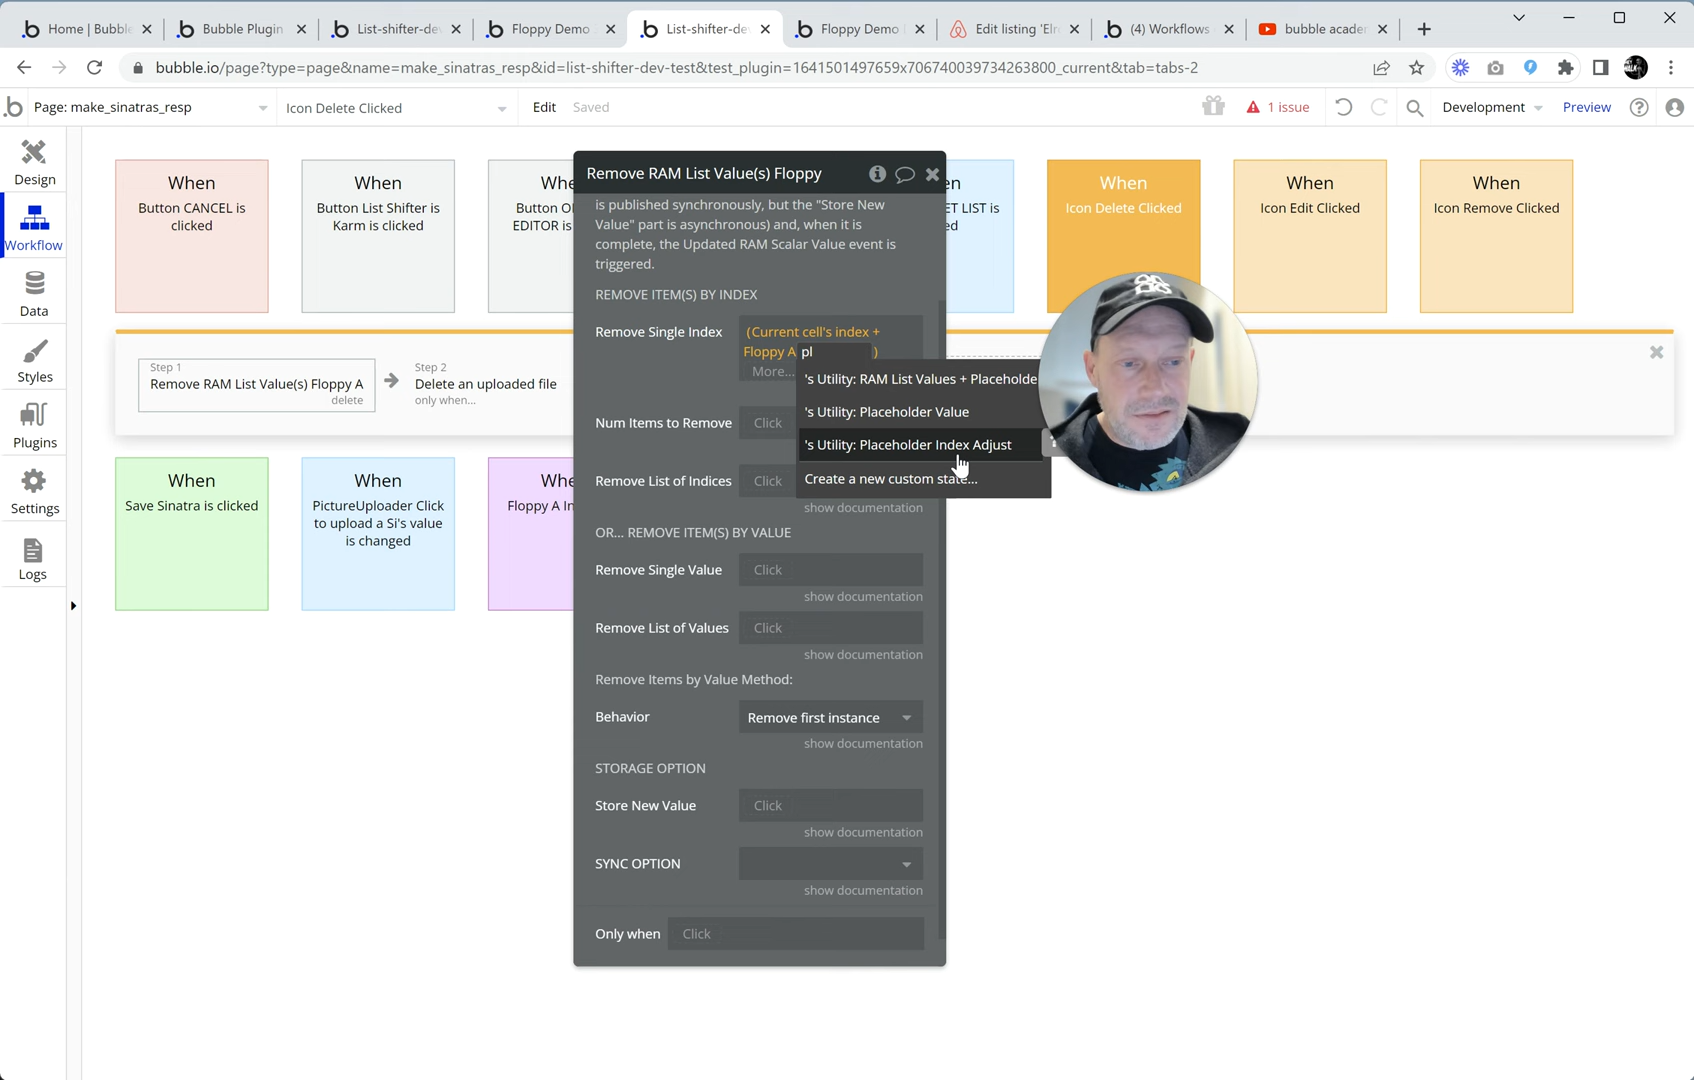 Home | Bubble
Bubble Plugin
List-shifter-de
Floppy Demo
List-shifter-de
Floppy Demo
Edit listing 'Elr
(4) Workflows
bubble acade
bubble.io/page?type=page&name=make_sinatras_resp&id=list-shifter-dev-test&test_plugin=1641501497659x706740039734263800_current&tab=tabs-2
Page: make_sinatras_resp
Icon Delete Clicked
Edit
Saved
1 issue
Development
Preview
Design
Workflow
Data
Styles
Plugins
Settings
Logs
When
Button CANCEL is
clicked
When
Button List Shifter is
Karm is clicked
Whe
Button O
EDITOR is
en
ET LIST is
ed
When
Icon Delete Clicked
When
Icon Edit Clicked
When
Icon Remove Clicked
Step 1
Remove RAM List Value(s) Floppy A
delete
Step 2
Delete an uploaded file
only when...
When
Save Sinatra is clicked
When
PictureUploader Click
to upload a Si's value
is changed
Whe
Floppy A In
Remove RAM List Value(s) Floppy
is published synchronously, but the "Store New
Value" part is asynchronous) and, when it is
complete, the Updated RAM Scalar Value event is
triggered.
REMOVE ITEM(S) BY INDEX
Remove Single Index
(Current cell's index +
Floppy A pl )
More...
's Utility: RAM List Values + Placeholde
's Utility: Placeholder Value
's Utility: Placeholder Index Adjust
Create a new custom state...
Num Items to Remove
Click
Remove List of Indices
Click
show documentation
OR... REMOVE ITEM(S) BY VALUE
Remove Single Value
Click
show documentation
Remove List of Values
Click
show documentation
Remove Items by Value Method:
Behavior
Remove first instance
show documentation
STORAGE OPTION
Store New Value
Click
show documentation
SYNC OPTION
show documentation
Only when
Click